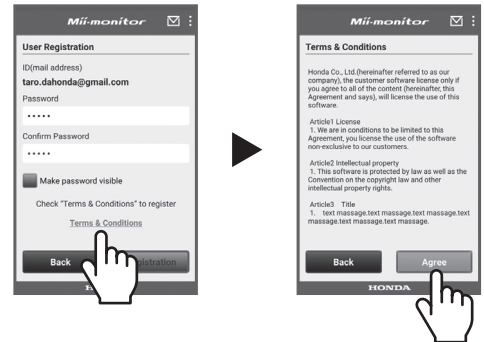 Mii-monitor
User Registration
ID(mail address)
taro.dahonda@gmail.com
Password
•••••
Confirm Password
•••••
Make password visible
Check "Terms & Conditions" to register
Terms & Conditions
Back
Mii-monitor
Terms & Conditions
Honda Co., Ltd.(hereinafter referred to as our
company), the customer software license only if
you agree to all of the content (hereinafter, this
Agreement and says), will license the use of this
software.
Article1 License
1. We are in conditions to be limited to this
Agreement, you license the use of the software
non-exclusive to our customers.
Article2 Intellectual property
1. This software is protected by law as well as the
Convention on the copyright law and other
intellectual property rights.
Article3 Title
1. text massage.text massage.text massage.text
massage.text massage.text massage.
Back
Agree
HONDA